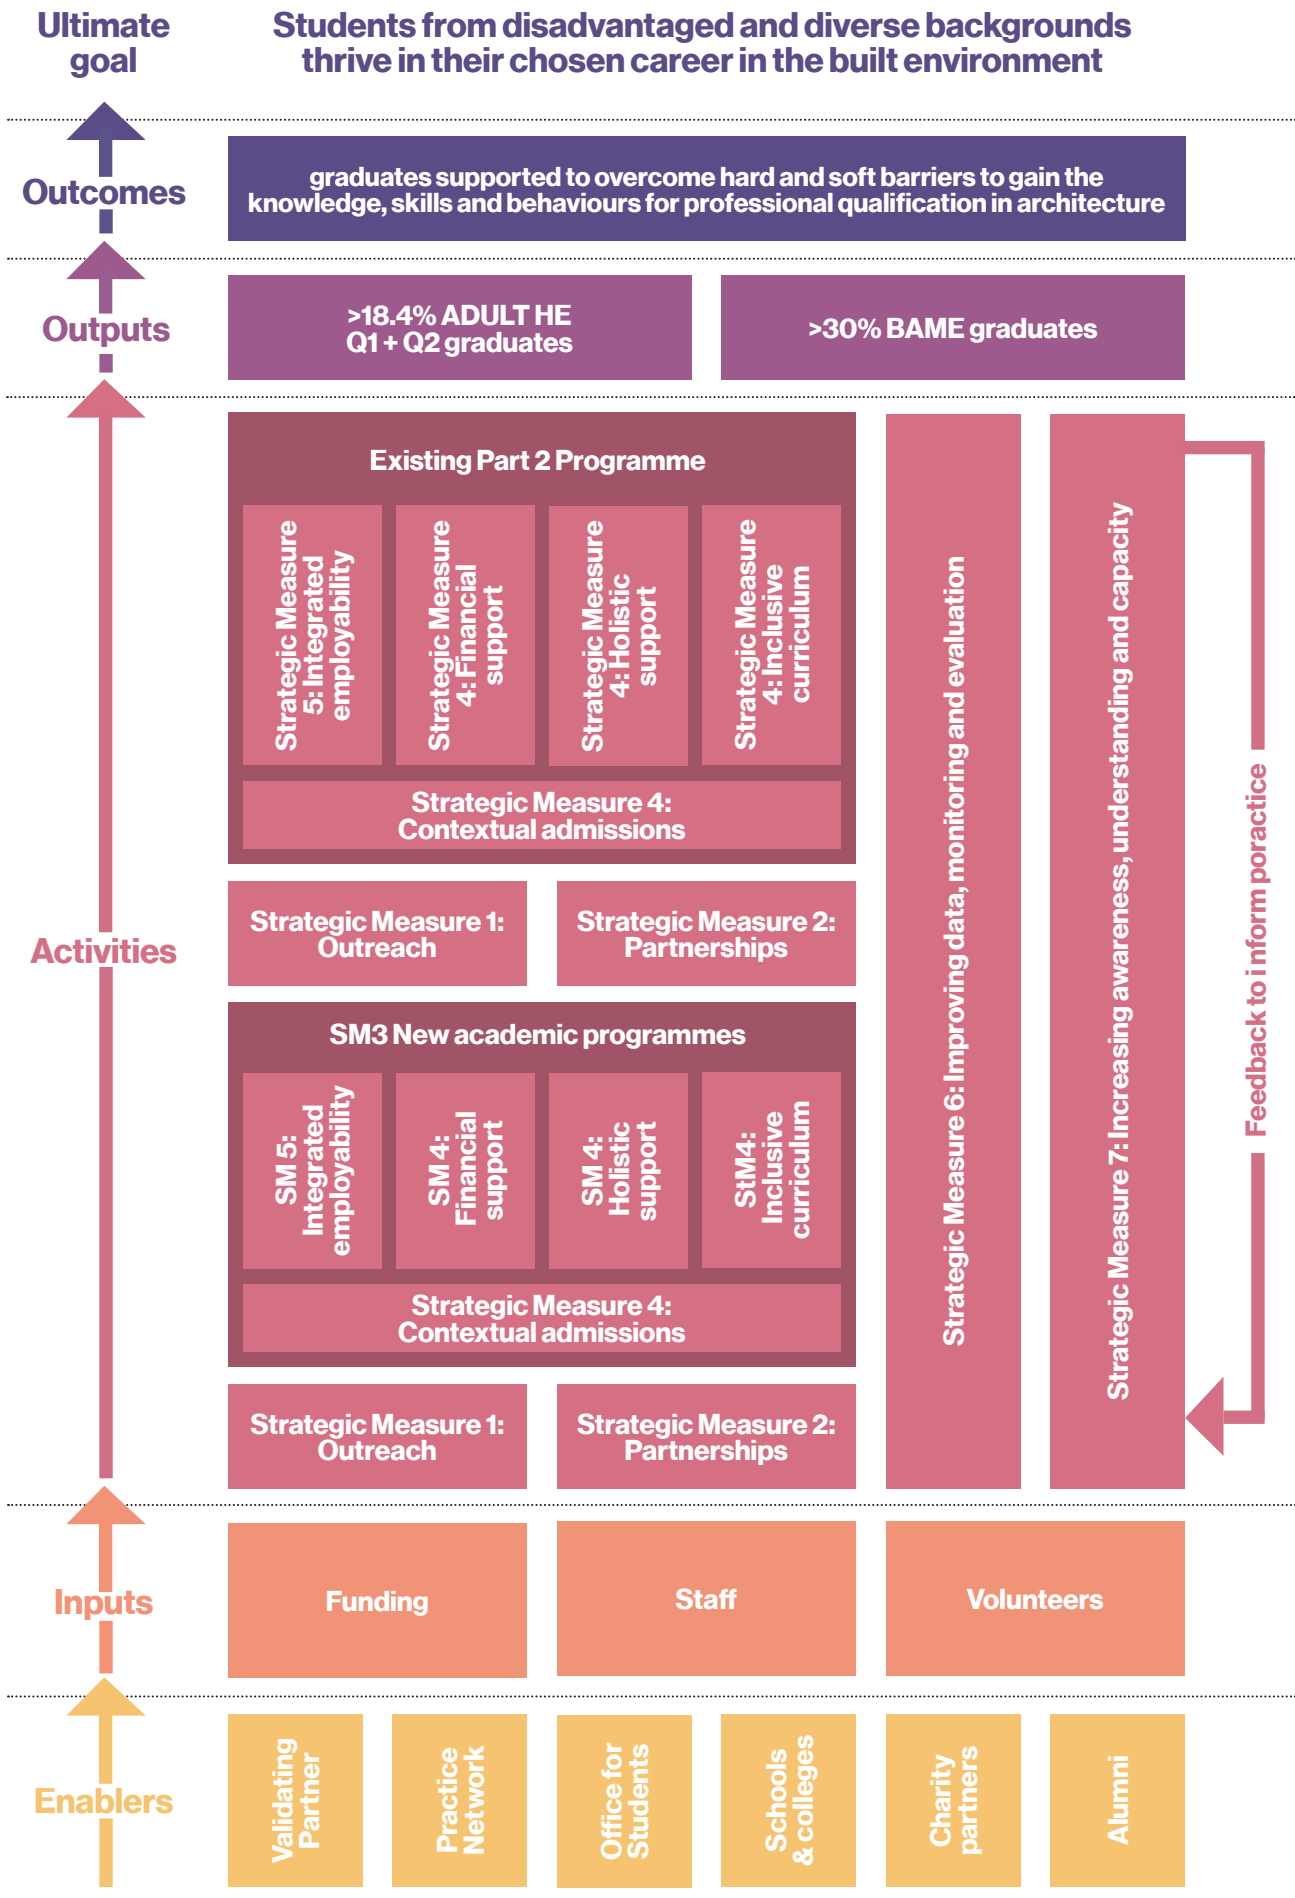 Ultimate
goal
Students from disadvantaged and diverse backgrounds
thrive in their chosen career in the built environment
Outcomes
graduates supported to overcome hard and soft barriers to gain the
knowledge, skills and behaviours for professional qualification in architecture
Outputs
>18.4% ADULT HE
Q1 + Q2 graduates
>30% BAME graduates
Activities
Existing Part 2 Programme
Strategic Measure
5: Integrated
employability
Strategic Measure
4: Financial
support
Strategic Measure
4: Holistic
support
Strategic Measure
4: Inclusive
curriculum
Strategic Measure 4:
Contextual admissions
Strategic Measure 1:
Outreach
Strategic Measure 2:
Partnerships
SM3 New academic programmes
SM 5:
Integrated
employability
SM 4:
Financial
support
SM 4:
Holistic
support
StM4:
Inclusive
curriculum
Strategic Measure 4:
Contextual admissions
Strategic Measure 1:
Outreach
Strategic Measure 2:
Partnerships
Strategic Measure 6: Improving data, monitoring and evaluation
Strategic Measure 7: Increasing awareness, understanding and capacity
Feedback to i nform poractice
Inputs
Funding
Staff
Volunteers
Enablers
Validating
Partner
Practice
Network
Office for
Students
Schools
& colleges
Charity
partners
Alumni